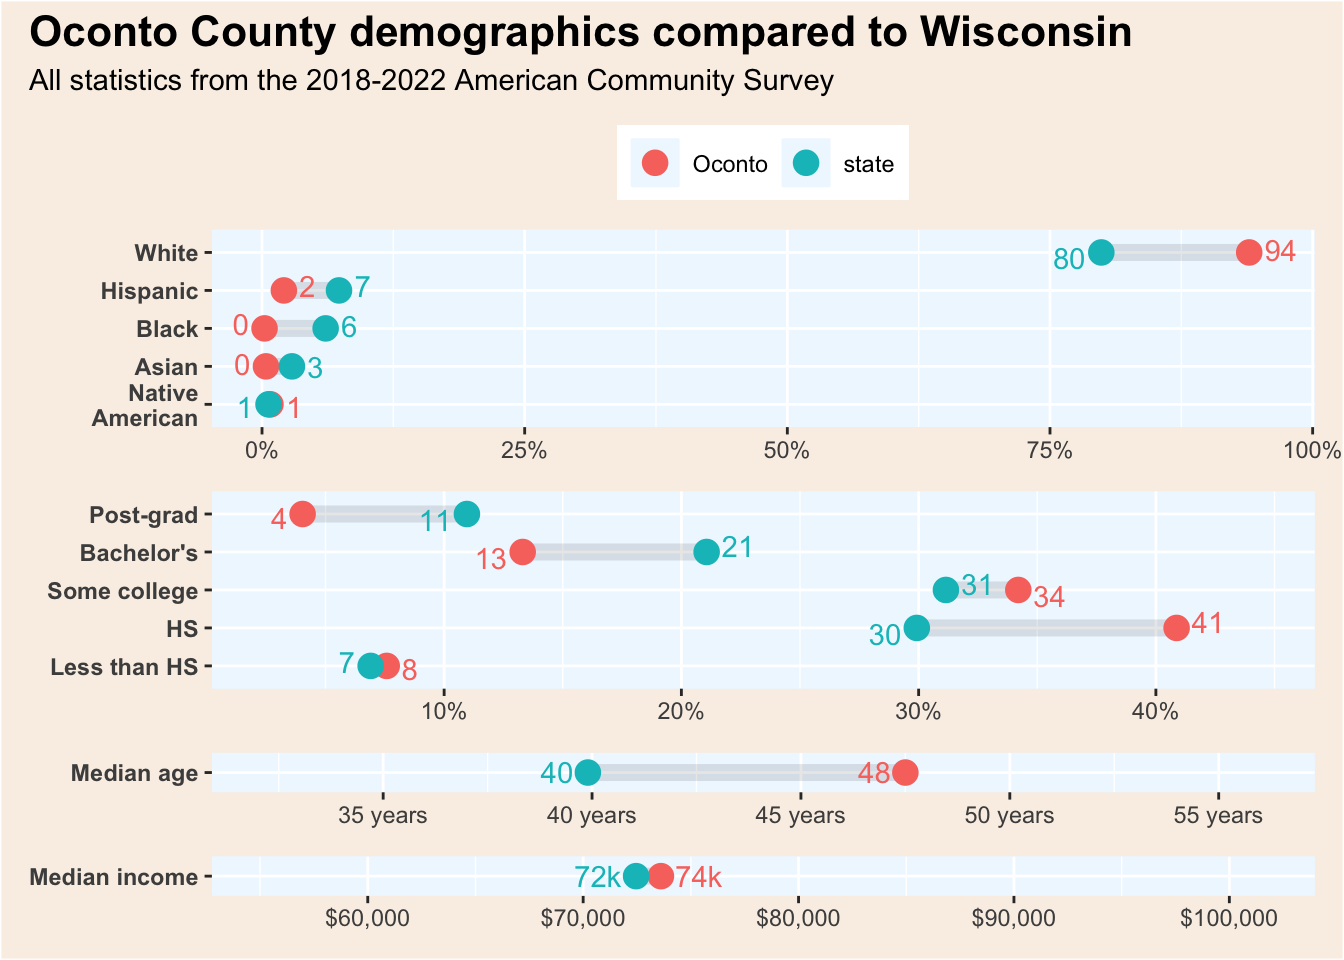 Oconto County demographics compared to Wisconsin
All statistics from the 2018-2022 American Community Survey
Oconto state
White 80 94
Hispanic 2 7
Black 0 6
Asian 0 3
Native
American 1 1
0% 25% 50% 75% 100%
Post-grad 4 11
Bachelor's 13 21
Some college 31 34
HS 30 41
Less than HS 7 8
10% 20% 30% 40%
Median age 40 48
35 years 40 years 45 years 50 years 55 years
Median income 72k 74k
$60,000 $70,000 $80,000 $90,000 $100,000